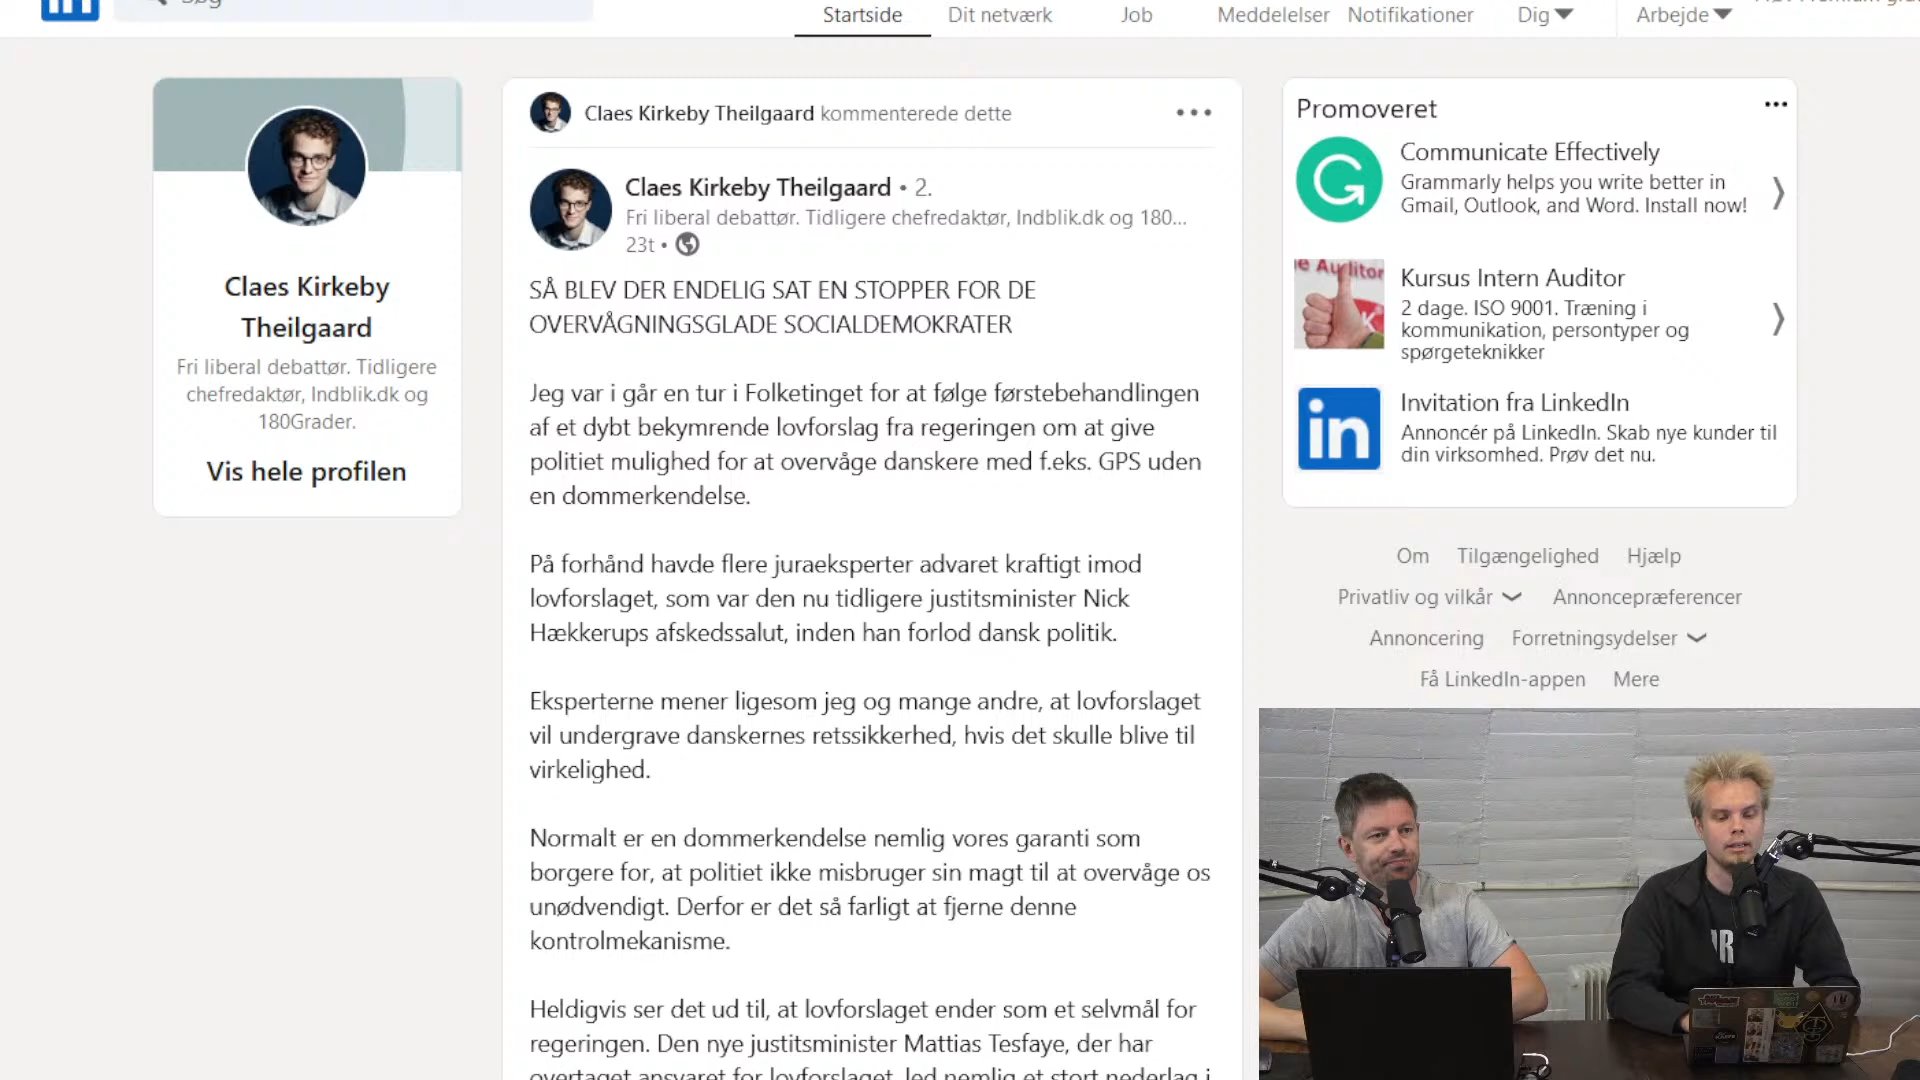 Søg
Startside
Dit netværk
Job
Meddelelser
Notifikationer
Dig
Arbejde
Claes Kirkeby
Theilgaard
Fri liberal debattør. Tidligere
chefredaktør, Indblik.dk og
180Grader.
Vis hele profilen
Claes Kirkeby Theilgaard kommenterede dette
Claes Kirkeby Theilgaard • 2.
Fri liberal debattør. Tidligere chefredaktør, Indblik.dk og 180...
23t •
SÅ BLEV DER ENDELIG SAT EN STOPPER FOR DE
OVERVÅGNINGSGLADE SOCIALDEMOKRATER
Jeg var i går en tur i Folketinget for at følge førstebehandlingen
af et dybt bekymrende lovforslag fra regeringen om at give
politiet mulighed for at overvåge danskere med f.eks. GPS uden
en dommerkendelse.
På forhånd havde flere juraeksperter advaret kraftigt imod
lovforslaget, som var den nu tidligere justitsminister Nick
Hækkerups afskedssalut, inden han forlod dansk politik.
Eksperterne mener ligesom jeg og mange andre, at lovforslaget
vil undergrave danskernes retssikkerhed, hvis det skulle blive til
virkelighed.
Normalt er en dommerkendelse nemlig vores garanti som
borgere for, at politiet ikke misbruger sin magt til at overvåge os
unødvendigt. Derfor er det så farligt at fjerne denne
kontrolmekanisme.
Heldigvis ser det ud til, at lovforslaget ender som et selvmål for
regeringen. Den nye justitsminister Mattias Tesfaye, der har
overtaget ansvaret for lovforslaget, led nemlig et stort nederlag i
Promoveret
Communicate Effectively
Grammarly helps you write better in
Gmail, Outlook, and Word. Install now!
Kursus Intern Auditor
2 dage. ISO 9001. Træning i
kommunikation, persontyper og
spørgeteknikker
in
Invitation fra LinkedIn
Annoncér på LinkedIn. Skab nye kunder til
din virksomhed. Prøv det nu.
Om
Tilgængelighed
Hjælp
Privatliv og vilkår
Annoncepræferencer
Annoncering
Forretningsydelser
Få LinkedIn-appen
Mere